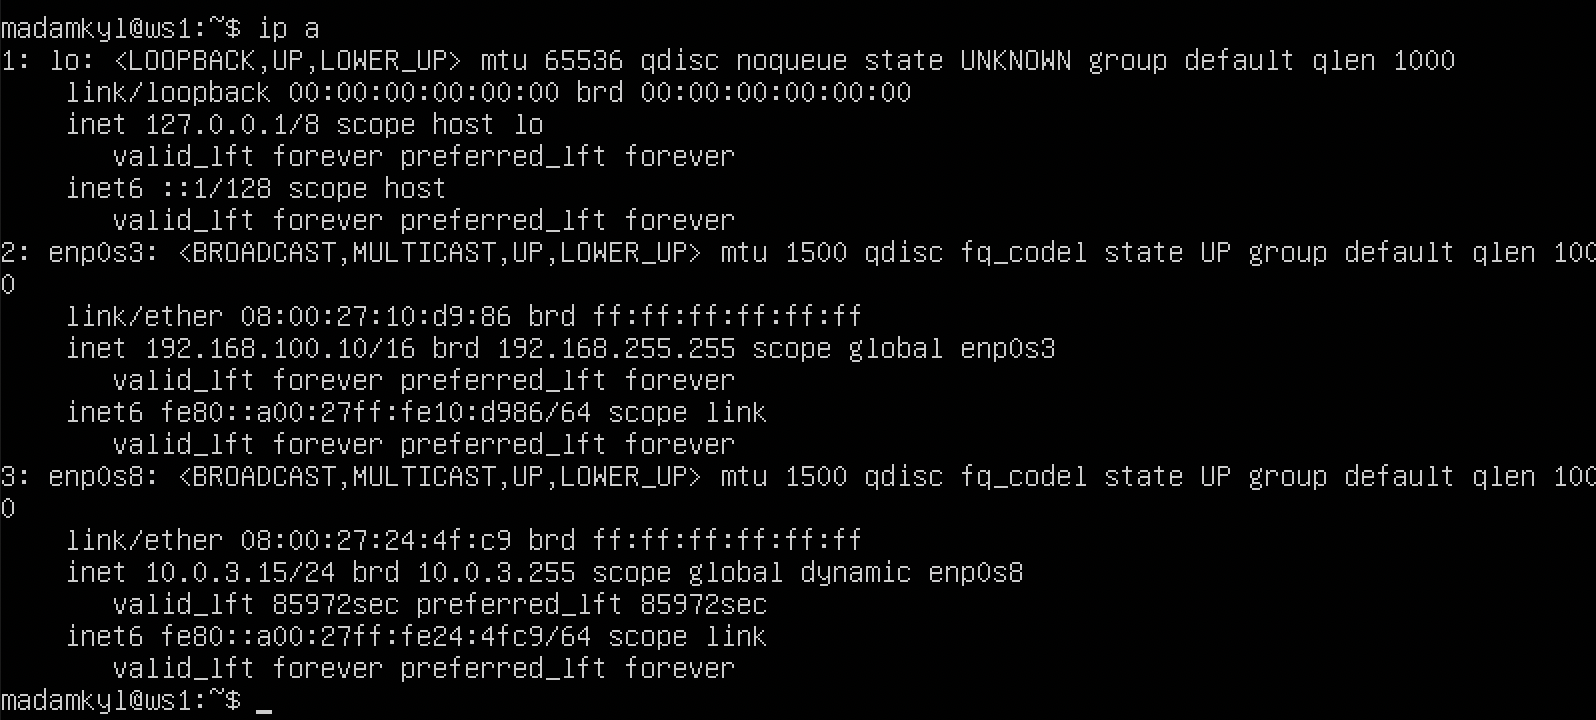 madamkyl@ws1:~$ ip a
1: lo: <LOOPBACK,UP,LOWER_UP> mtu 65536 qdisc noqueue state UNKNOWN group default qlen 1000
    link/loopback 00:00:00:00:00:00 brd 00:00:00:00:00:00
    inet 127.0.0.1/8 scope host lo
       valid_lft forever preferred_lft forever
    inet6 ::1/128 scope host
       valid_lft forever preferred_lft forever
2: enp0s3: <BROADCAST,MULTICAST,UP,LOWER_UP> mtu 1500 qdisc fq_codel state UP group default qlen 100
0
    link/ether 08:00:27:10:d9:86 brd ff:ff:ff:ff:ff:ff
    inet 192.168.100.10/16 brd 192.168.255.255 scope global enp0s3
       valid_lft forever preferred_lft forever
    inet6 fe80::a00:27ff:fe10:d986/64 scope link
       valid_lft forever preferred_lft forever
3: enp0s8: <BROADCAST,MULTICAST,UP,LOWER_UP> mtu 1500 qdisc fq_codel state UP group default qlen 100
0
    link/ether 08:00:27:24:4f:c9 brd ff:ff:ff:ff:ff:ff
    inet 10.0.3.15/24 brd 10.0.3.255 scope global dynamic enp0s8
       valid_lft 85972sec preferred_lft 85972sec
    inet6 fe80::a00:27ff:fe24:4fc9/64 scope link
       valid_lft forever preferred_lft forever
madamkyl@ws1:~$ _